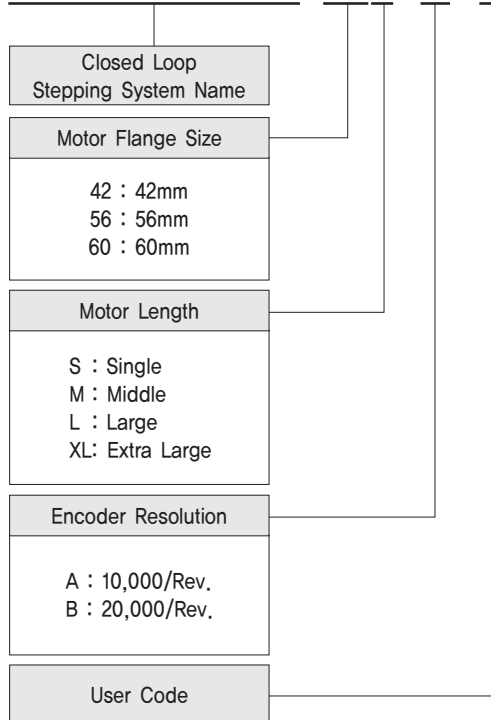 Closed Loop
Stepping System Name
Motor Flange Size
42 : 42mm
56 : 56mm
60 : 60mm
Motor Length
S : Single
M : Middle
L : Large
XL: Extra Large
Encoder Resolution
A : 10,000/Rev.
B : 20,000/Rev.
User Code